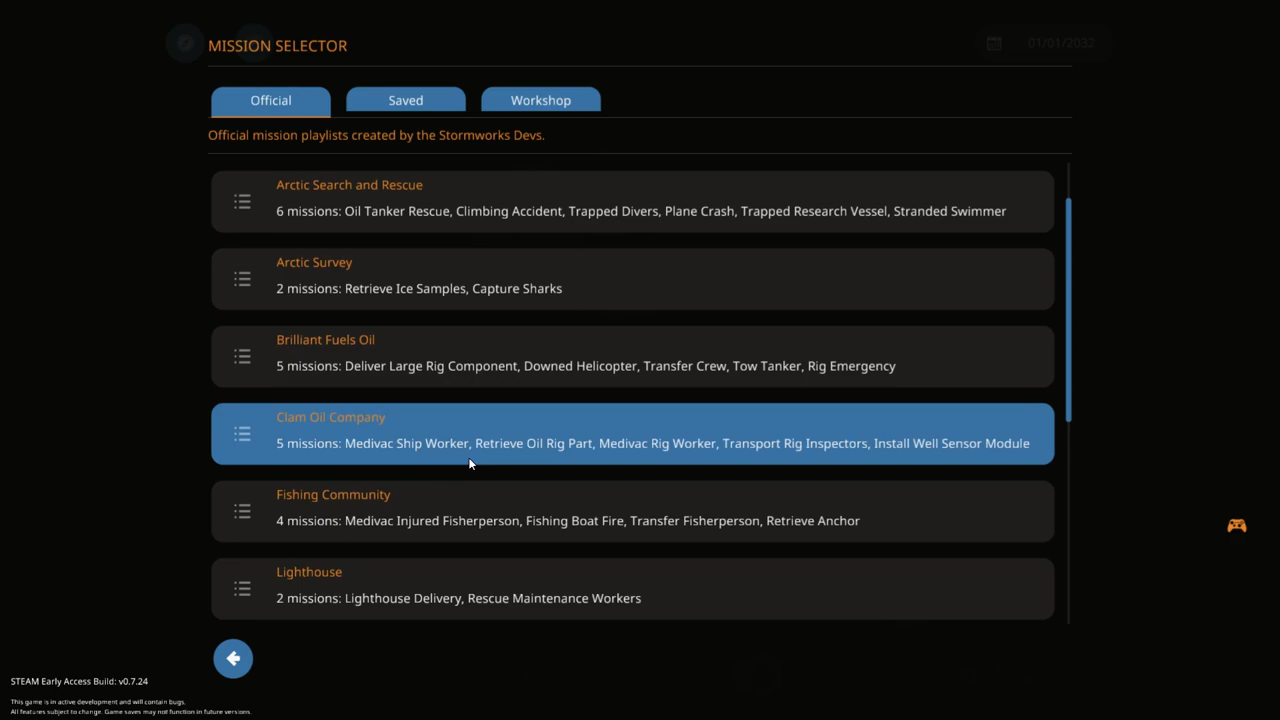 MISSION SELECTOR
01/01/2032
Official
Saved
Workshop
Official mission playlists created by the Stormworks Devs.
Arctic Search and Rescue
6 missions: Oil Tanker Rescue, Climbing Accident, Trapped Divers, Plane Crash, Trapped Research Vessel, Stranded Swimmer
Arctic Survey
2 missions: Retrieve Ice Samples, Capture Sharks
Brilliant Fuels Oil
5 missions: Deliver Large Rig Component, Downed Helicopter, Transfer Crew, Tow Tanker, Rig Emergency
Clam Oil Company
5 missions: Medivac Ship Worker, Retrieve Oil Rig Part, Medivac Rig Worker, Transport Rig Inspectors, Install Well Sensor Module
Fishing Community
4 missions: Medivac Injured Fisherperson, Fishing Boat Fire, Transfer Fisherperson, Retrieve Anchor
Lighthouse
2 missions: Lighthouse Delivery, Rescue Maintenance Workers
STEAM Early Access Build: v0.7.24
This game is in active development and will contain bugs.
All features subject to change. Game saves may not function in future versions.